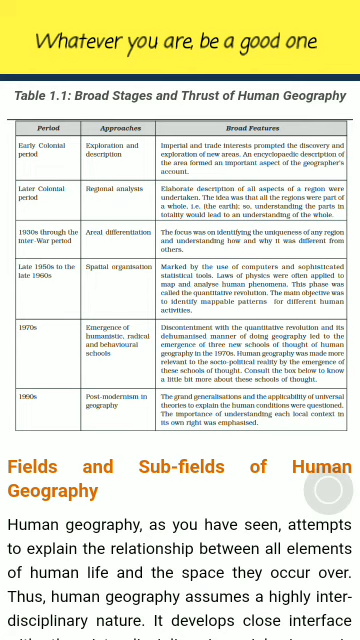 Whatever you are, be a good one
Table 1.1: Broad Stages and Thrust of Human Geography
Period Approaches Broad Features
Early Colonial period Exploration and description Imperial and trade interests prompted the discovery and
exploration of new areas. An encyclopaedic description of
the area formed an important aspect of the geographer's
account.
Later Colonial period Regional analysis Elaborate description of all aspects of a region were
undertaken. The idea was that all the regions were part of
a whole, i.e. (the earth); so, understanding the parts in
totality would lead to an understanding of the whole.
1930s through the inter-War period Areal differentiation The focus was on identifying the uniqueness of any region
and understanding how and why it was different from
others.
Late 1950s to the late 1960s Spatial organisation Marked by the use of computers and sophisticated
statistical tools. Laws of physics were often applied to
map and analyse human phenomena. This phase was
called the quantitative revolution. The main objective was
to identify mappable patterns for different human
activities.
1970s Emergence of humanistic, radical and behavioural schools Discontentment with the quantitative revolution and its
dehumanised manner of doing geography led to the
emergence of three new schools of thought of human
geography in the 1970s. Human geography was made more
relevant to the socio-political reality by the emergence of
these schools of thought. Consult the box below to know
a little bit more about these schools of thought.
1990s Post-modernism in geography The grand generalisations and the applicability of universal
theories to explain the human conditions were questioned.
The importance of understanding each local context in
its own right was emphasised.
Fields and Sub-fields of Human
Geography
Human geography, as you have seen, attempts
to explain the relationship between all elements
of human life and the space they occur over.
Thus, human geography assumes a highly inter-
disciplinary nature. It develops close interface